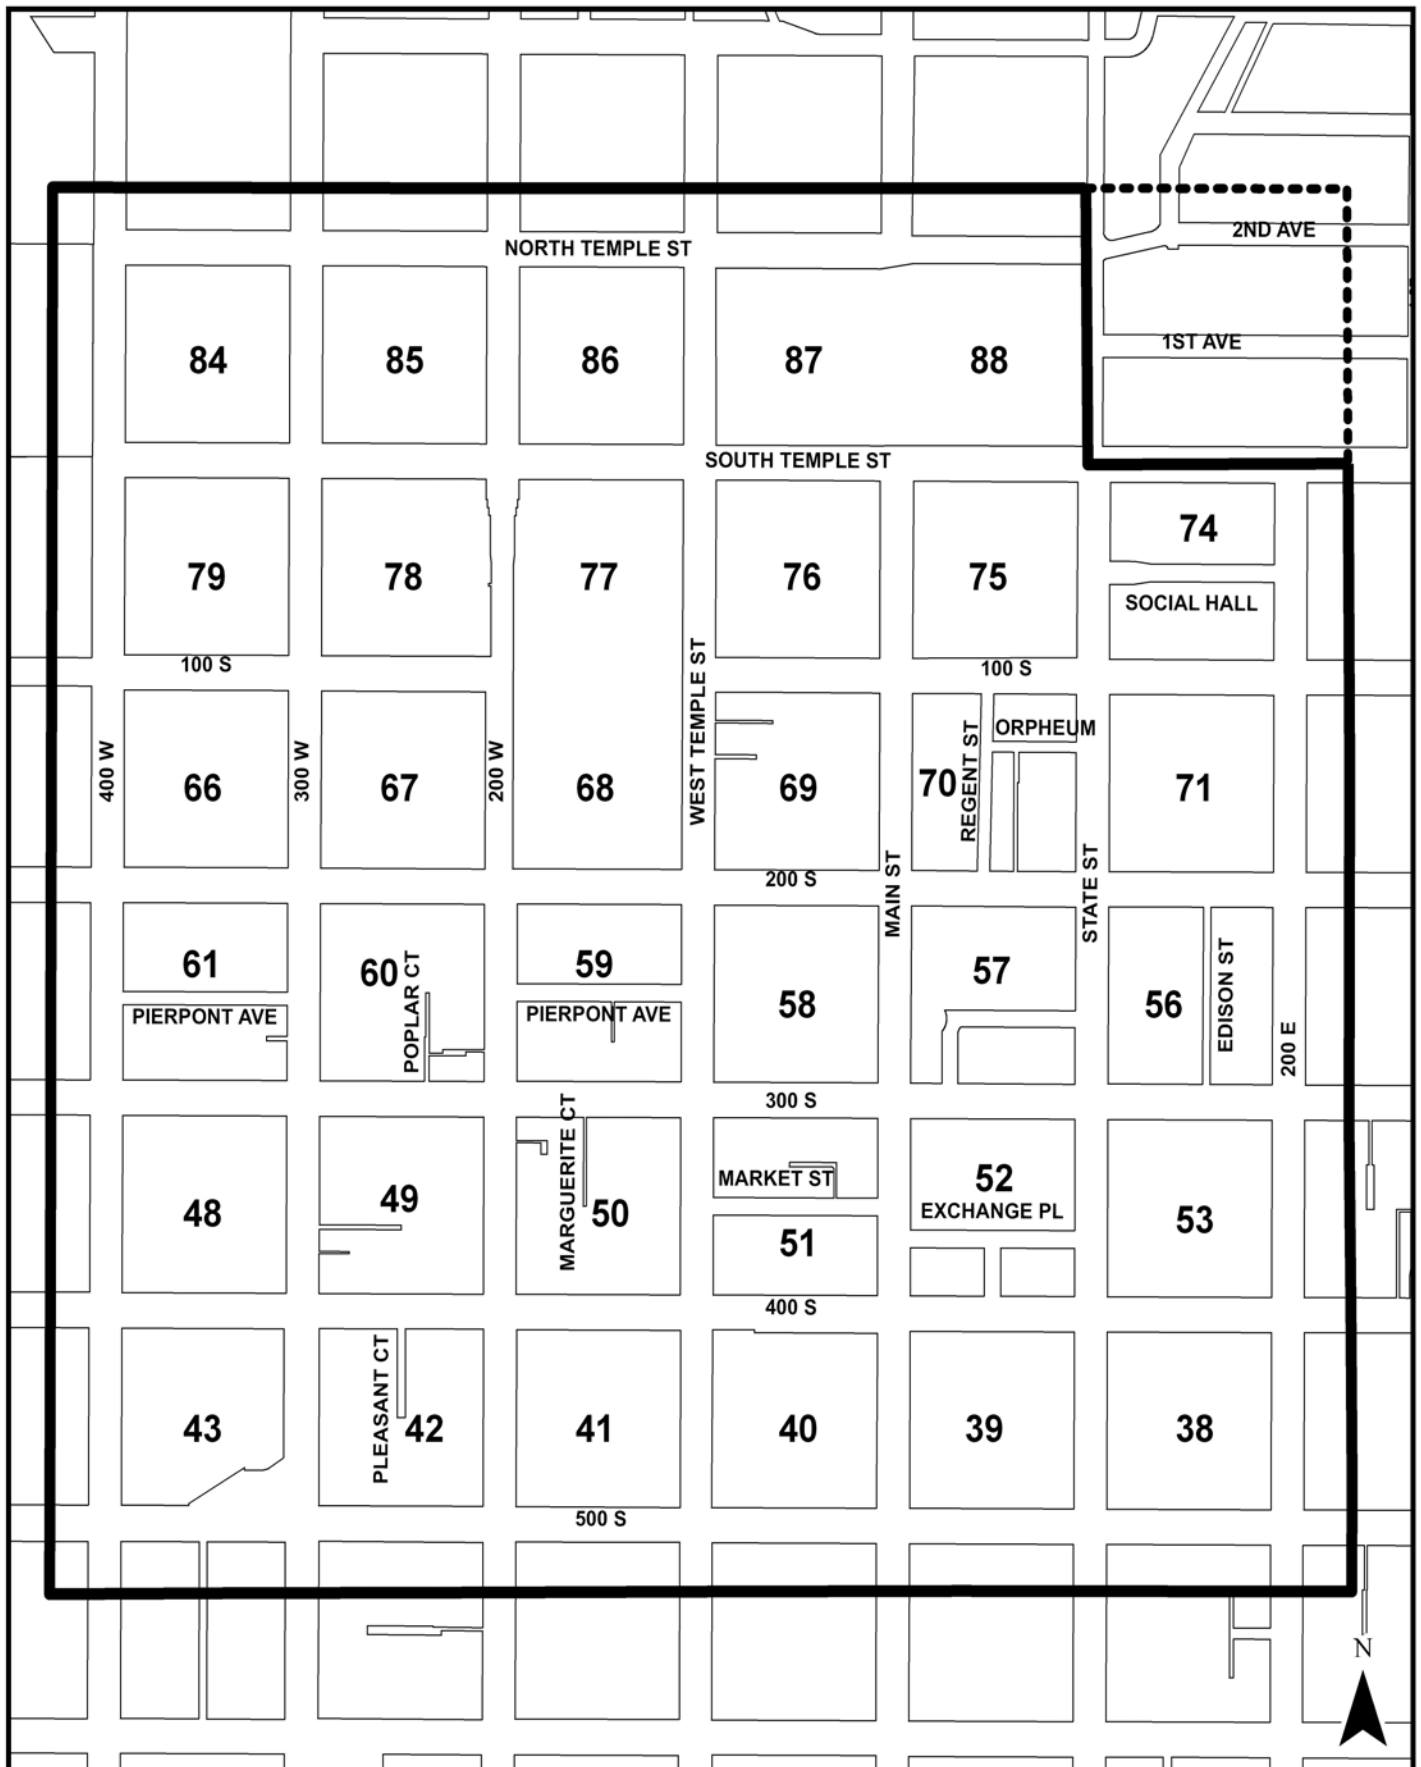 2ND AVE
NORTH TEMPLE ST
1ST AVE
84
85
86
87
88
SOUTH TEMPLE ST
74
79
78
77
76
75
SOCIAL HALL
100 S
100 S
WEST TEMPLE ST
ORPHEUM
400 W
66
300 W
67
200 W
68
69
70
REGENT ST
71
200 S
MAIN ST
STATE ST
61
60
POPLAR CT
59
58
57
56
EDISON ST
200 E
PIERPONT AVE
PIERPONT AVE
300 S
MARGUERITE CT
MARKET ST
52
EXCHANGE PL
48
49
50
51
53
400 S
43
PLEASANT CT
42
41
40
39
38
500 S
N